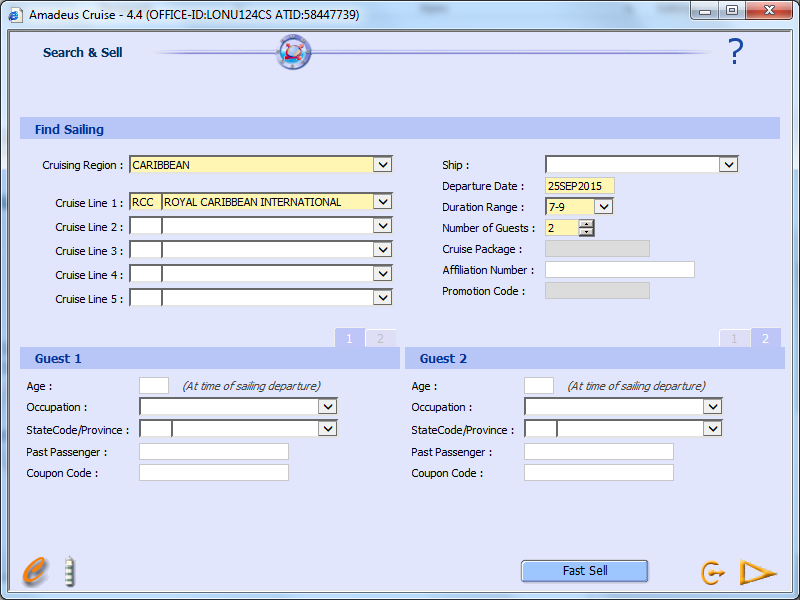 Amadeus Cruise - 4.4 (OFFICE-ID:LONU124CS ATID:58447739)
Search & Sell
?
Find Sailing
Cruising Region : CARIBBEAN
Ship :
Departure Date : 25SEP2015
Cruise Line 1 : RCC ROYAL CARIBBEAN INTERNATIONAL
Duration Range : 7-9
Cruise Line 2 :
Number of Guests : 2
Cruise Line 3 :
Cruise Package :
Cruise Line 4 :
Affiliation Number :
Cruise Line 5 :
Promotion Code :
1 2
1 2
Guest 1
Guest 2
Age : (At time of sailing departure)
Age : (At time of sailing departure)
Occupation :
Occupation :
StateCode/Province :
StateCode/Province :
Past Passenger :
Past Passenger :
Coupon Code :
Coupon Code :
Fast Sell